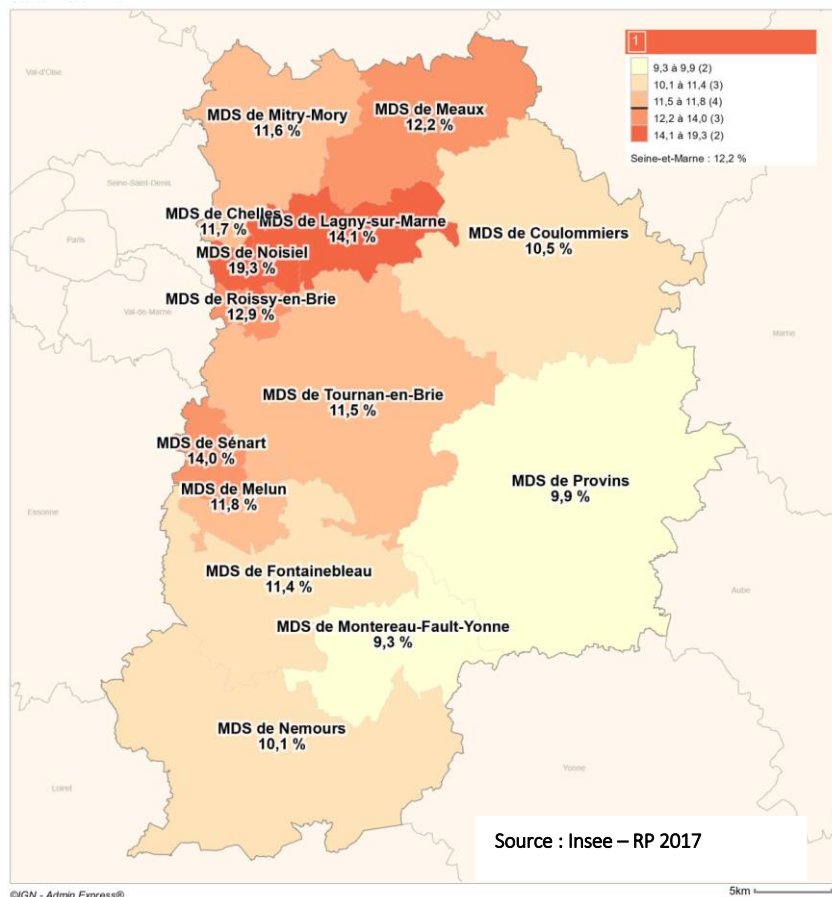 Val-d'Oise
MDS de Mitry-Mory
11,6 %
MDS de Meaux
12,2 %
1
9,3 à 9,9 (2)
10,1 à 11,4 (3)
11,5 à 11,8 (4)
12,2 à 14,0 (3)
14,1 à 19,3 (2)
Seine-et-Marne : 12,2 %
Seine-Saint-Denis
Paris
MDS de Chelles
11,7 %
MDS de Lagny-sur-Marne
14,1 %
MDS de Coulommiers
10,5 %
MDS de Noisiel
19,3 %
MDS de Roissy-en-Brie
12,9 %
Val-de-Marne
Marne
MDS de Tournan-en-Brie
11,5 %
MDS de Sénart
14,0 %
MDS de Melun
11,8 %
MDS de Provins
9,9 %
Essonne
MDS de Fontainebleau
11,4 %
Aube
MDS de Montereau-Fault-Yonne
9,3 %
MDS de Nemours
10,1 %
Yonne
Loiret
Source : Insee – RP 2017
©IGN - Admin Express®
5km